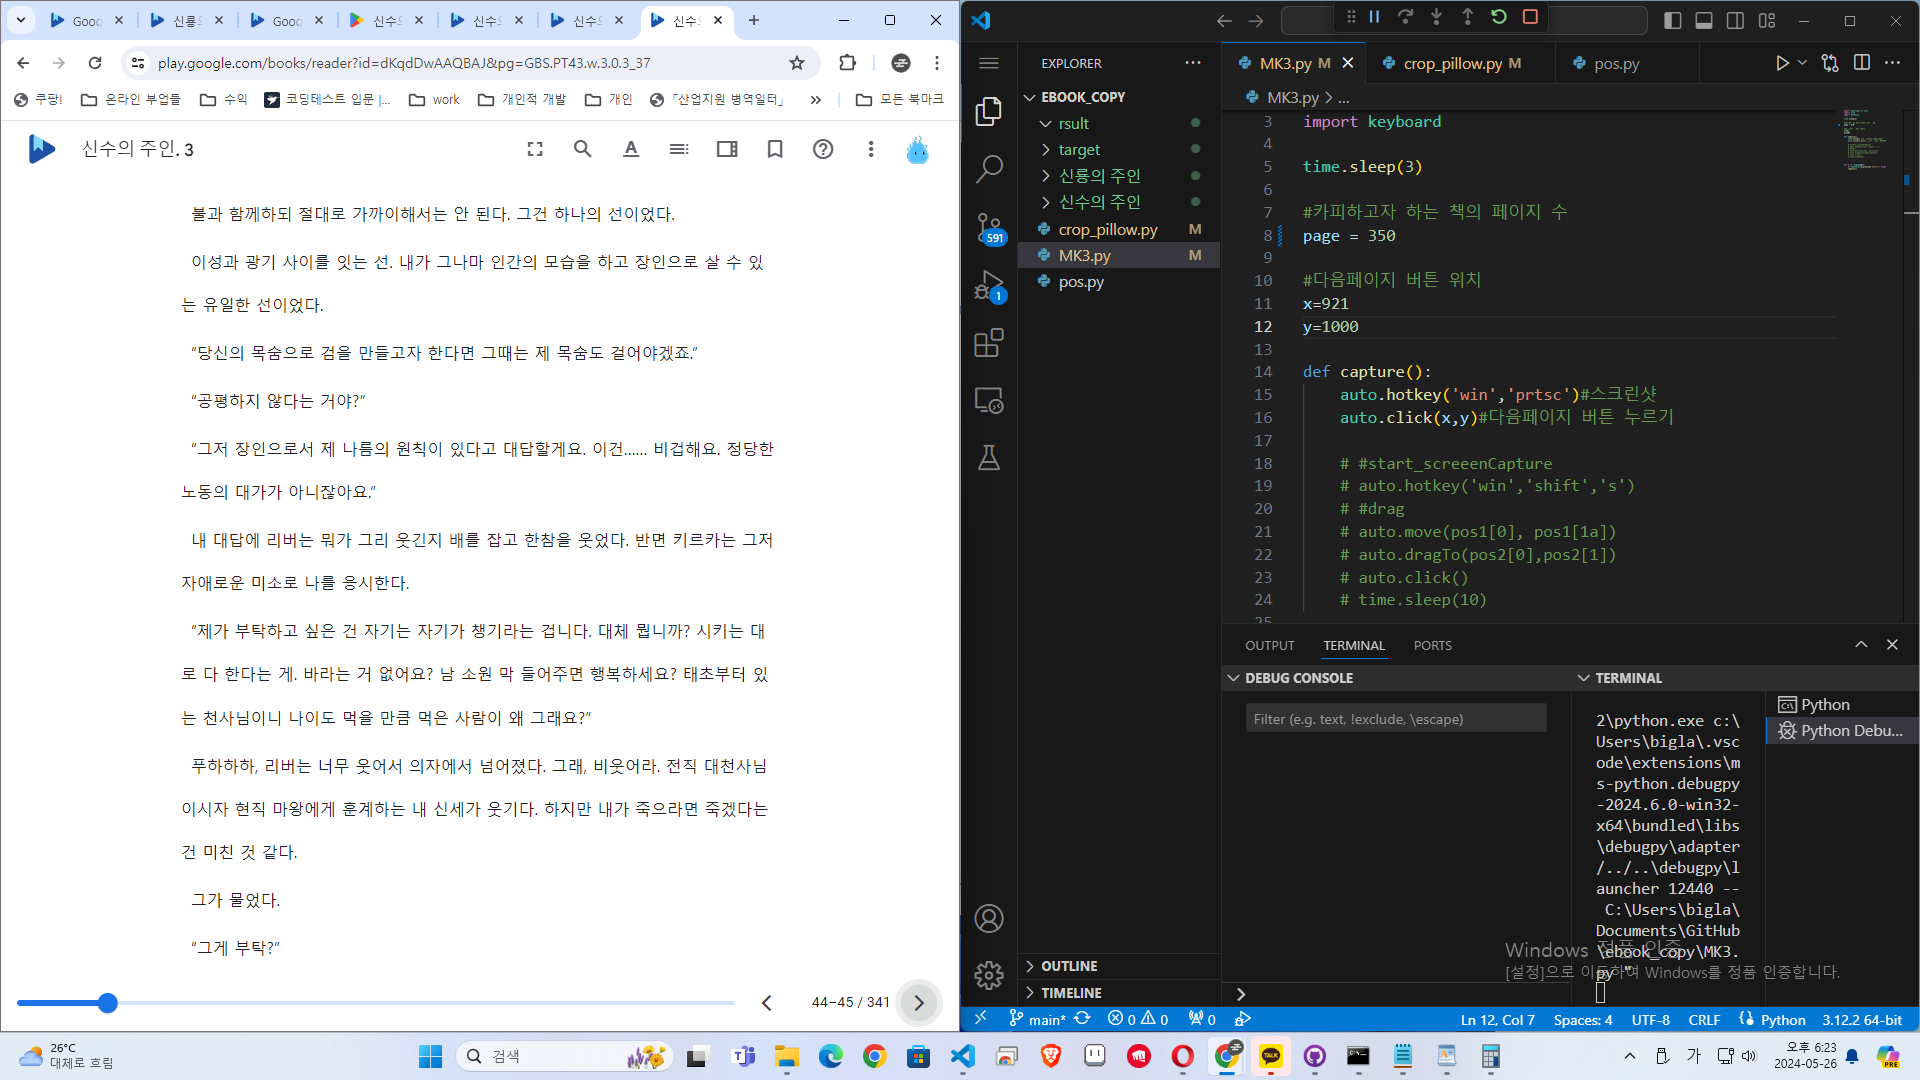 Goog
신룡의
Goog
신수의
신수의
신수의
신수의
play.google.com/books/reader?id=dKqdDwAAQBAJ&pg=GBS.PT43.w.3.0.3_37
쿠팡!
온라인 부업들
수익
코딩테스트 입문 |...
work
개인적 개발
개인
「산업지원 병역일터」
모든 북마크
신수의 주인. 3
불과 함께하되 절대로 가까이해서는 안 된다. 그건 하나의 선이었다.
이성과 광기 사이를 잇는 선. 내가 그나마 인간의 모습을 하고 장인으로 살 수 있
는 유일한 선이었다.
“당신의 목숨으로 검을 만들고자 한다면 그때는 제 목숨도 걸어야겠죠.”
“공평하지 않다는 거야?”
“그저 장인으로서 제 나름의 원칙이 있다고 대답할게요. 이건...... 비겁해요. 정당한
노동의 대가가 아니잖아요.”
내 대답에 리버는 뭐가 그리 웃긴지 배를 잡고 한참을 웃었다. 반면 키르카는 그저
자애로운 미소로 나를 응시한다.
“제가 부탁하고 싶은 건 자기는 자기가 챙기라는 겁니다. 대체 뭡니까? 시키는 대
로 다 한다는 게. 바라는 거 없어요? 남 소원 막 들어주면 행복하세요? 태초부터 있
는 천사님이니 나이도 먹을 만큼 먹은 사람이 왜 그래요?”
푸하하하, 리버는 너무 웃어서 의자에서 넘어졌다. 그래, 비웃어라. 전직 대천사님
이시자 현직 마왕에게 훈계하는 내 신세가 웃기다. 하지만 내가 죽으라면 죽겠다는
건 미친 것 같다.
그가 물었다.
“그게 부탁?”
44–45 / 341
EXPLORER
EBOOK_COPY
rsult
target
신룡의 주인
신수의 주인
crop_pillow.py M
MK3.py M
pos.py
591
1
OUTLINE
TIMELINE
MK3.py M
crop_pillow.py M
pos.py
MK3.py > ...
3 import keyboard
4
5 time.sleep(3)
6
7 #카피하고자 하는 책의 페이지 수
8 page = 350
9
10 #다음페이지 버튼 위치
11 x=921
12 y=1000
13
14 def capture():
15 auto.hotkey('win','prtsc')#스크린샷
16 auto.click(x,y)#다음페이지 버튼 누르기
17
18 # #start_screeenCapture
19 # auto.hotkey('win','shift','s')
20 # #drag
21 # auto.move(pos1[0], pos1[1a])
22 # auto.dragTo(pos2[0],pos2[1])
23 # auto.click()
24 # time.sleep(10)
25
OUTPUT TERMINAL PORTS
DEBUG CONSOLE
Filter (e.g. text, !exclude, \escape)
TERMINAL
2\python.exe c:\
Users\bigla\.vsc
ode\extensions\m
s-python.debugpy
-2024.6.0-win32-
x64\bundled\libs
\debugpy\adapter
/../..\debugpy\l
auncher 12440 --
C:\Users\bigla\
Documents\GitHub
\ebook_copy\MK3.
py "
Python
Python Debu...
Windows 정품 인증
[설정]으로 이동하여 Windows를 정품 인증합니다.
main* 0 0 0
Ln 12, Col 7 Spaces: 4 UTF-8 CRLF Python 3.12.2 64-bit
26°C
대체로 흐림
검색
TALK
가
오후 6:23
2024-05-26
PRE